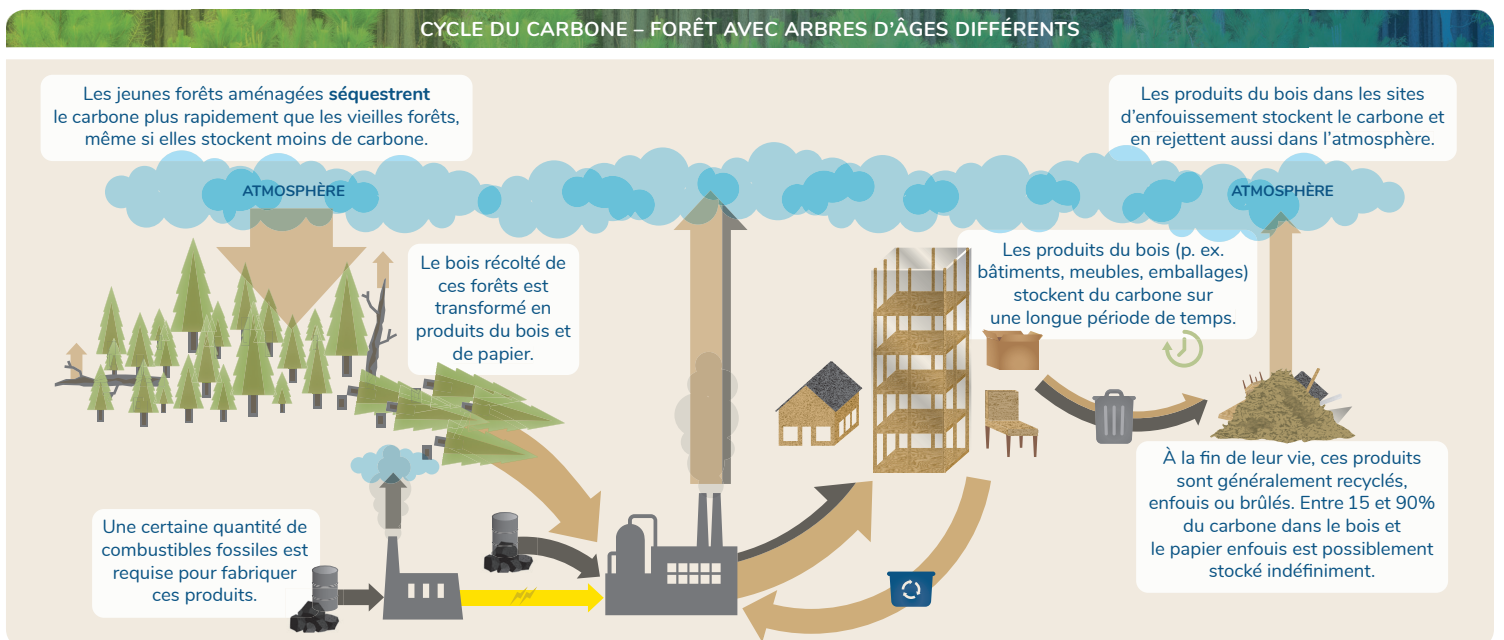 CYCLE DU CARBONE – FORÊT AVEC ARBRES D’ÂGES DIFFÉRENTS
Les jeunes forêts aménagées séquestrent
le carbone plus rapidement que les vieilles forêts,
même si elles stockent moins de carbone.
Les produits du bois dans les sites
d’enfouissement stockent le carbone et
en rejettent aussi dans l’atmosphère.
ATMOSPHÈRE
ATMOSPHÈRE
Le bois récolté de
ces forêts est
transformé en
produits du bois et
de papier.
Les produits du bois (p. ex.
bâtiments, meubles, emballages)
stockent du carbone sur
une longue période de temps.
Une certaine quantité de
combustibles fossiles est
requise pour fabriquer
ces produits.
À la fin de leur vie, ces produits
sont généralement recyclés,
enfouis ou brûlés. Entre 15 et 90%
du carbone dans le bois et
le papier enfouis est possiblement
stocké indéfiniment.